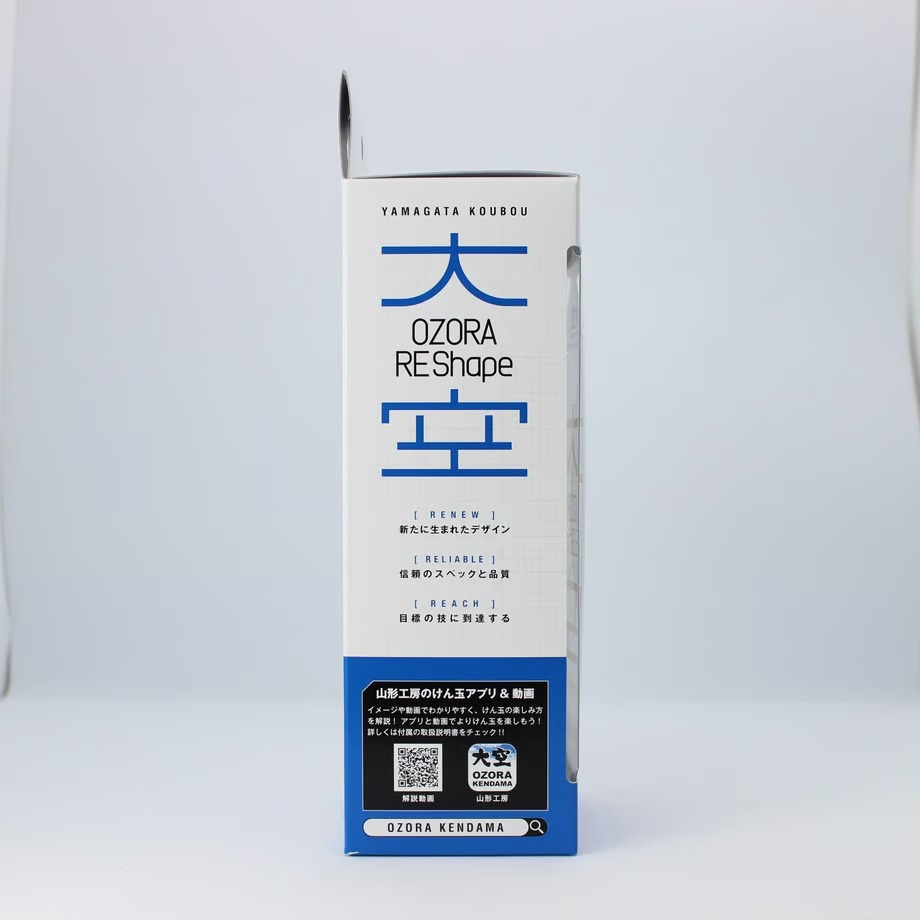 YAMAGATA KOUBOU
大
OZORA
REShape
空
[ RENEW ]
新たに生まれたデザイン
[ RELIABLE ]
信頼のスペックと品質
[ REACH ]
目標の技に到達する
山形工房のけん玉アプリ & 動画
イメージや動画でわかりやすく、けん玉の楽しみ方
を解説！ アプリと動画でよりけん玉を楽しもう！
詳しくは付属の取扱説明書をチェック!!
大空
OZORA
KENDAMA
解説動画
山形工房
OZORA KENDAMA